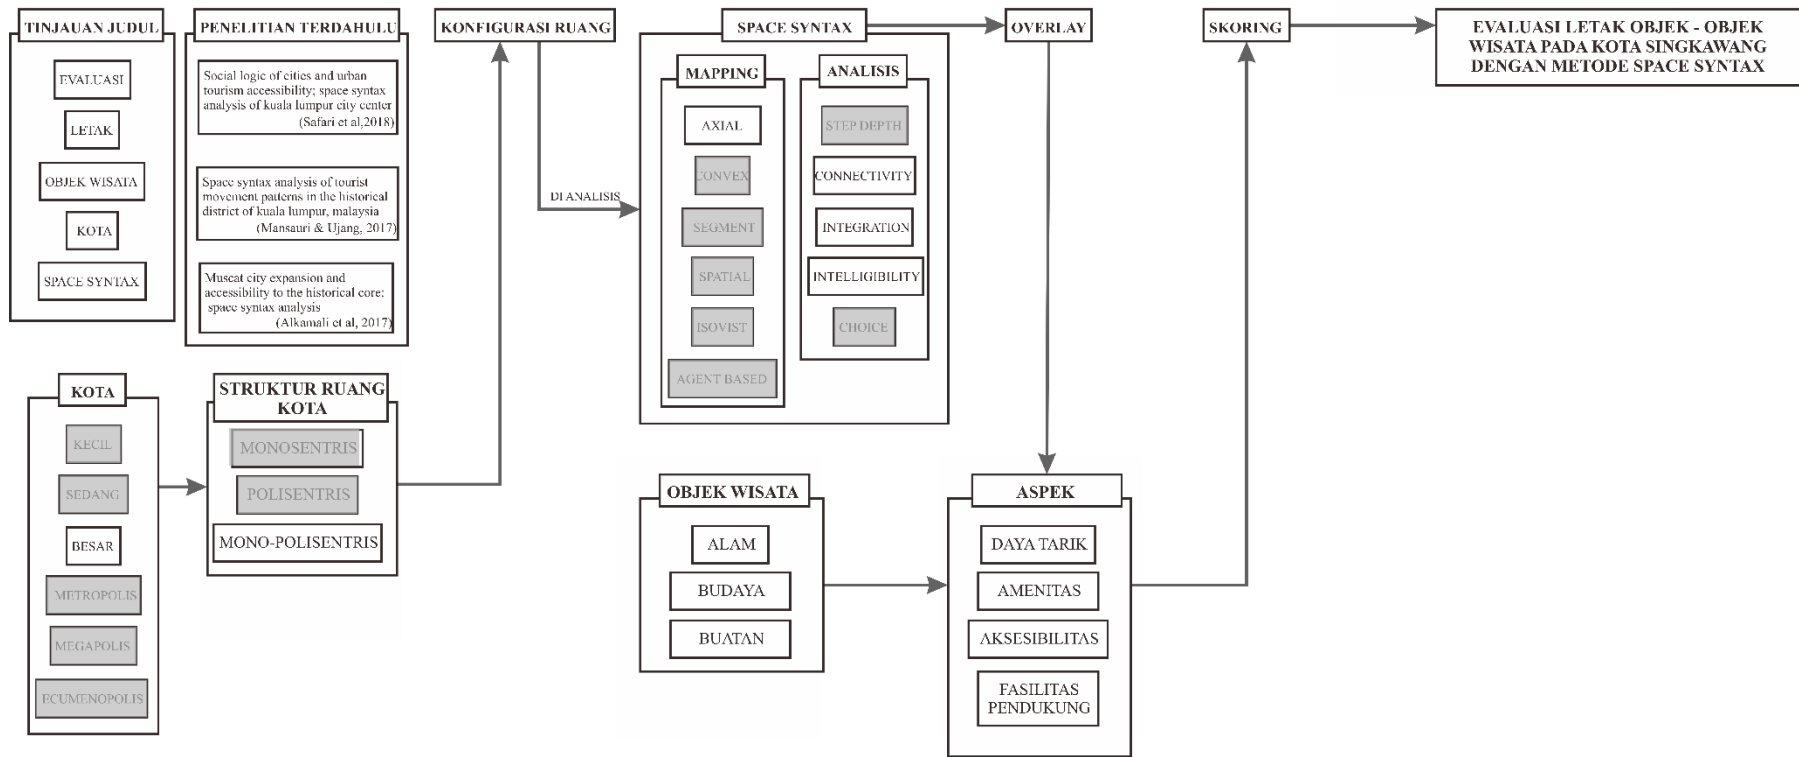 TINJAUAN JUDUL
EVALUASI
LETAK
OBJEK WISATA
KOTA
SPACE SYNTAX
PENELITIAN TERDAHULU
Social logic of cities and urban
tourism accessibility; space syntax
analysis of kuala lumpur city center
(Safari et al,2018)
Space syntax analysis of tourist
movement patterns in the historical
district of kuala lumpur, malaysia
(Mansauri & Ujang, 2017)
Muscat city expansion and
accessibility to the historical core:
space syntax analysis
(Alkamali et al, 2017)
KOTA
KECIL
SEDANG
BESAR
METROPOLIS
MEGAPOLIS
ECUMENOPOLIS
STRUKTUR RUANG
KOTA
MONOSENTRIS
POLISENTRIS
MONO-POLISENTRIS
KONFIGURASI RUANG
DI ANALISIS
SPACE SYNTAX
MAPPING
AXIAL
CONVEX
SEGMENT
SPATIAL
ISOVIST
AGENT BASED
ANALISIS
STEP DEPTH
CONNECTIVITY
INTEGRATION
INTELLIGIBILITY
CHOICE
OVERLAY
OBJEK WISATA
ALAM
BUDAYA
BUATAN
ASPEK
DAYA TARIK
AMENITAS
AKSESIBILITAS
FASILITAS
PENDUKUNG
SKORING
EVALUASI LETAK OBJEK - OBJEK
WISATA PADA KOTA SINGKAWANG
DENGAN METODE SPACE SYNTAX